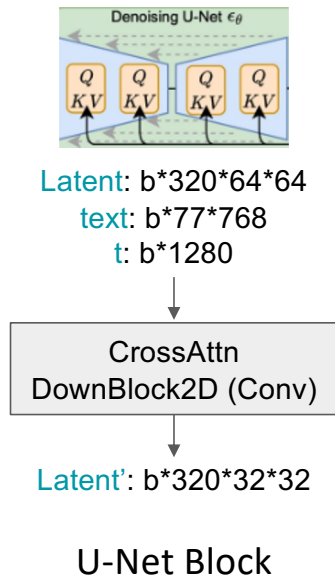 Denoising U-Net ϵ_θ
Q Q Q Q
K,V K,V K,V K,V
Latent: b*320*64*64
text: b*77*768
t: b*1280
CrossAttn
DownBlock2D (Conv)
Latent': b*320*32*32
U-Net Block